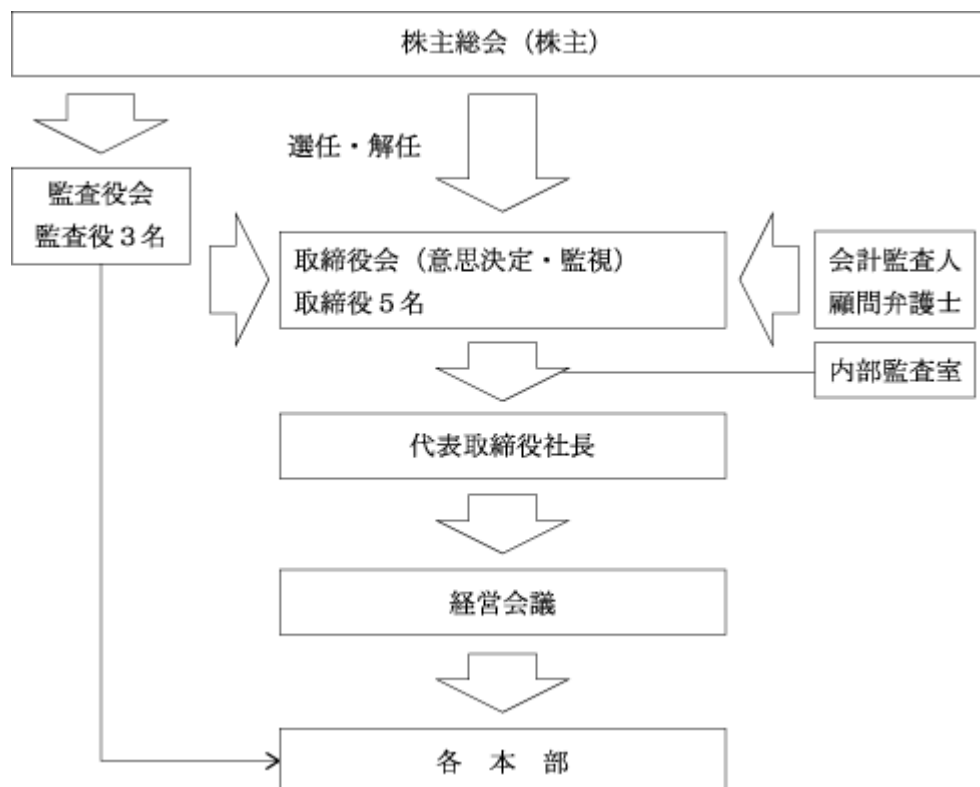 株主総会（株主）
選任・解任
監査役会
監査役３名
取締役会（意思決定・監視）
取締役５名
会計監査人
顧問弁護士
内部監査室
代表取締役社長
経営会議
各　本　部